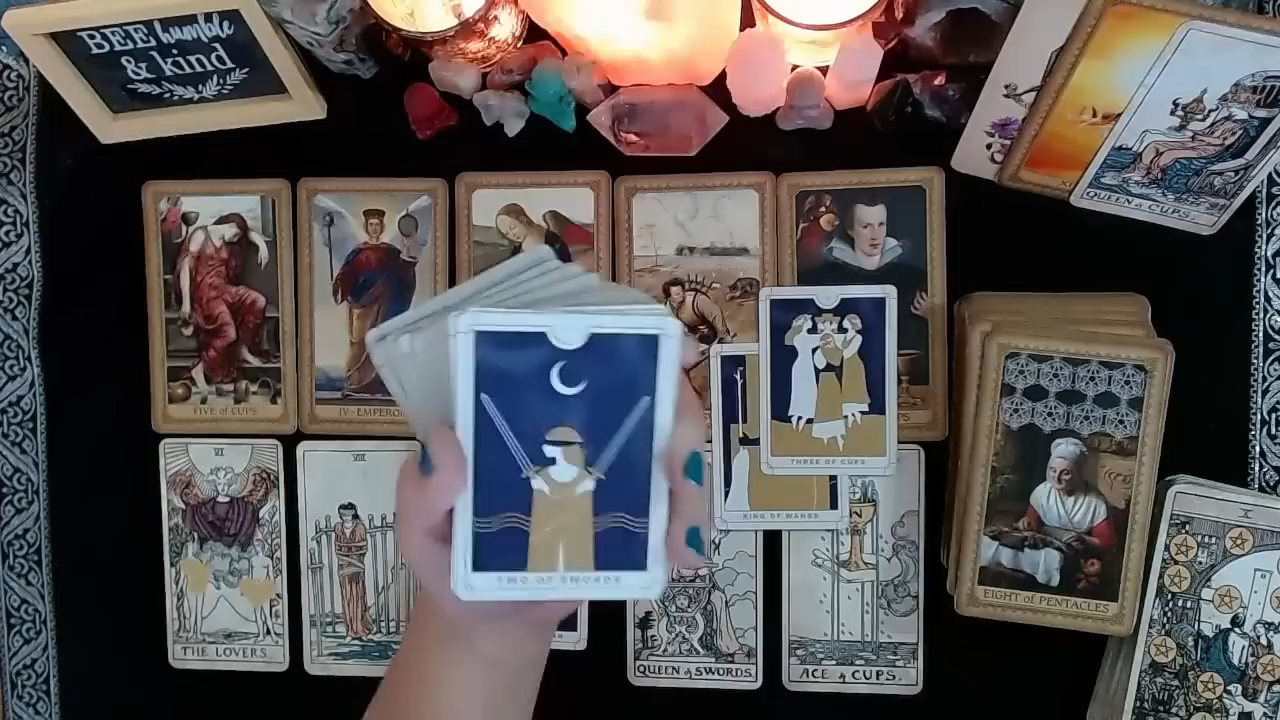 BEE humble
& kind
QUEEN of CUPS.
FIVE of CUPS
IV–EMPEROR
THREE OF CUPS
KING OF WANDS
TWO OF SWORDS
EIGHT of PENTACLES
VI
THE LOVERS.
VIII
QUEEN of SWORDS.
ACE of CUPS.
X